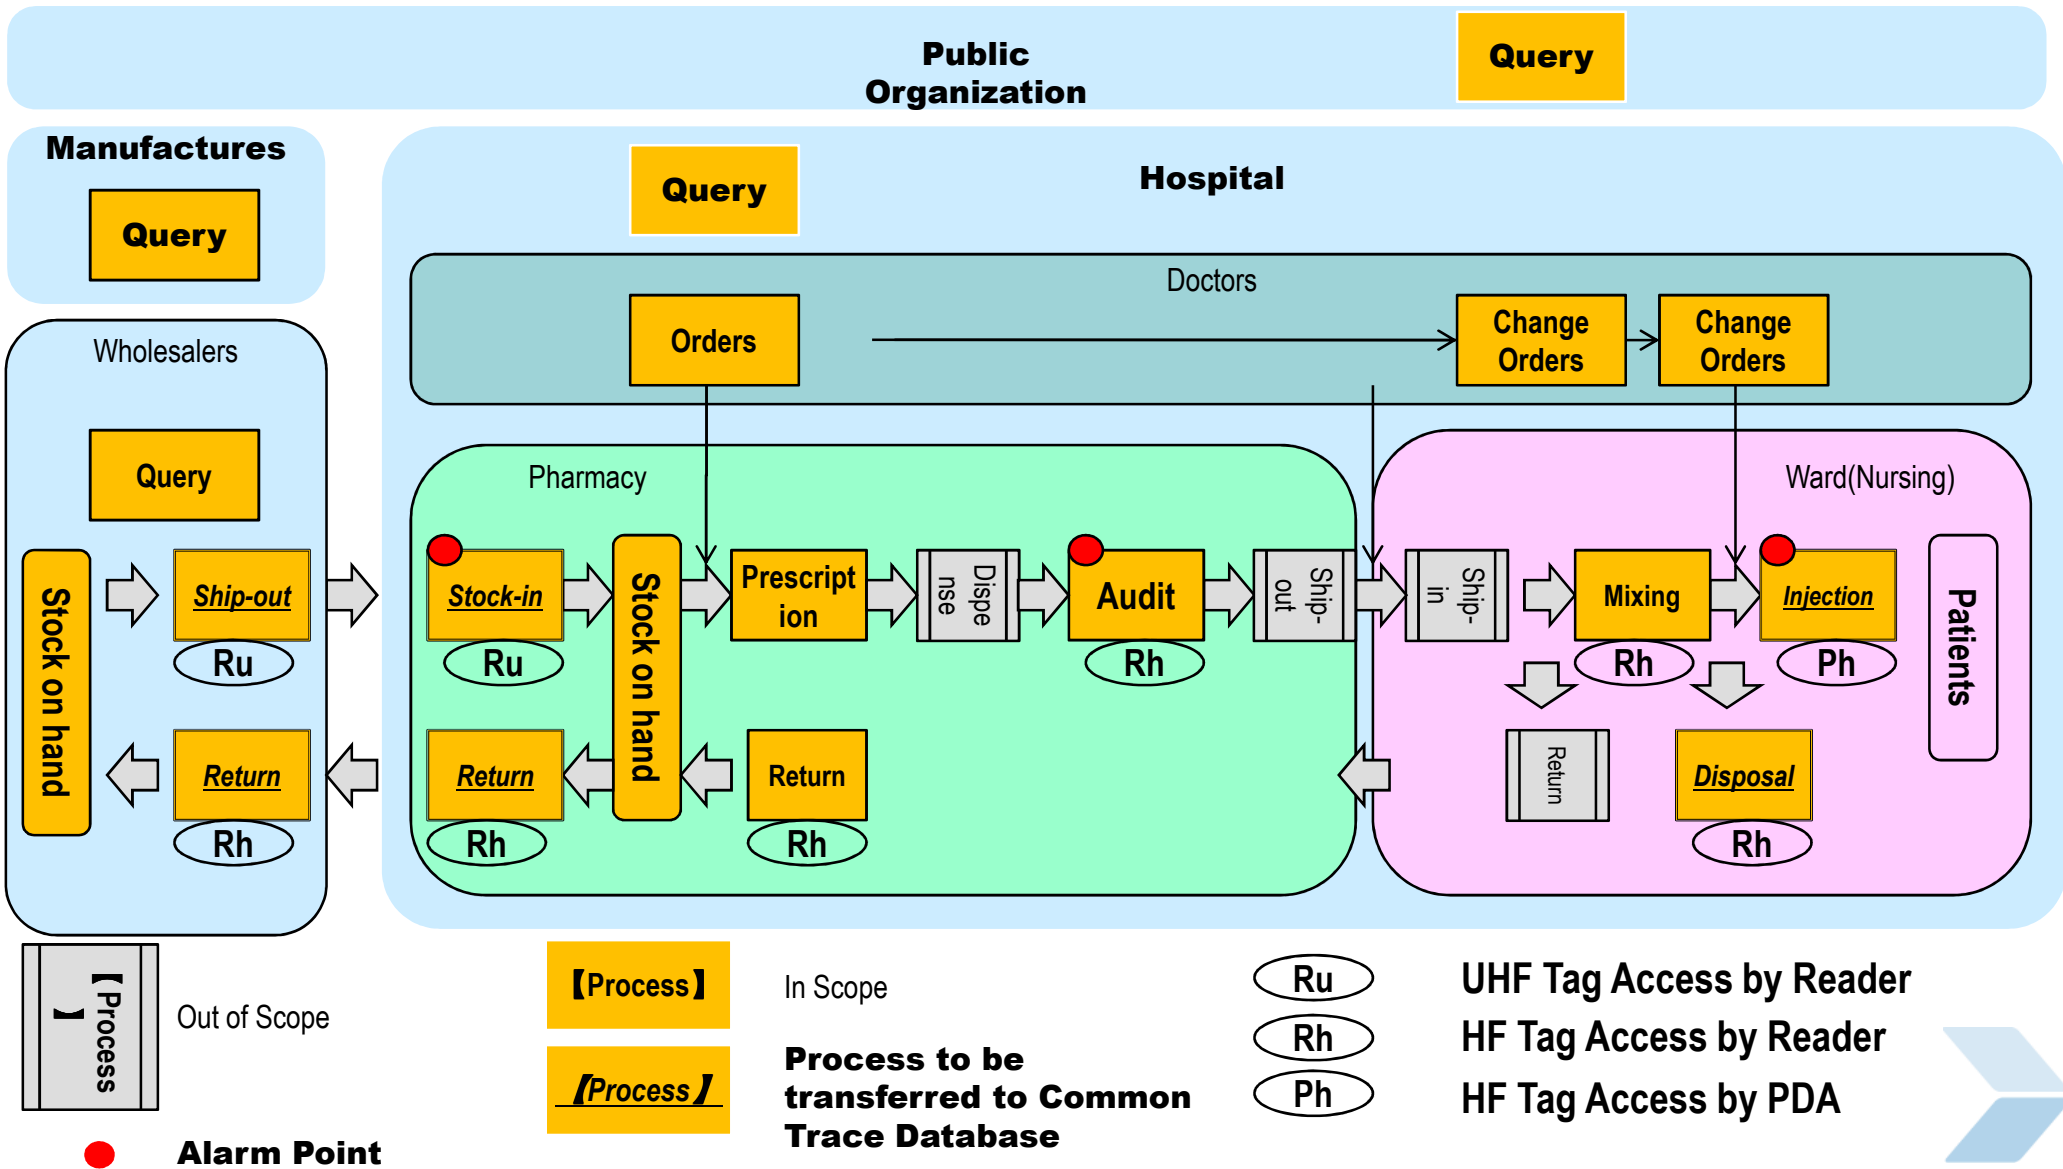 Public
Organization
Query
Manufactures
Query
Query
Hospital
Doctors
Orders
Change
Orders
Change
Orders
Wholesalers
Query
Stock on hand
Ship-out
Ru
Return
Rh
Pharmacy
Stock-in
Ru
Stock on hand
Prescript
ion
Dispe
nse
Audit
Rh
Ship-
out
Return
Rh
Return
Rh
Ward(Nursing)
Ship-
in
Mixing
Rh
Injection
Ph
Patients
Return
Disposal
Rh
【Process
】
Out of Scope
【Process】
In Scope
【Process】
Process to be
transferred to Common
Trace Database
Ru
UHF Tag Access by Reader
Rh
HF Tag Access by Reader
Ph
HF Tag Access by PDA
Alarm Point